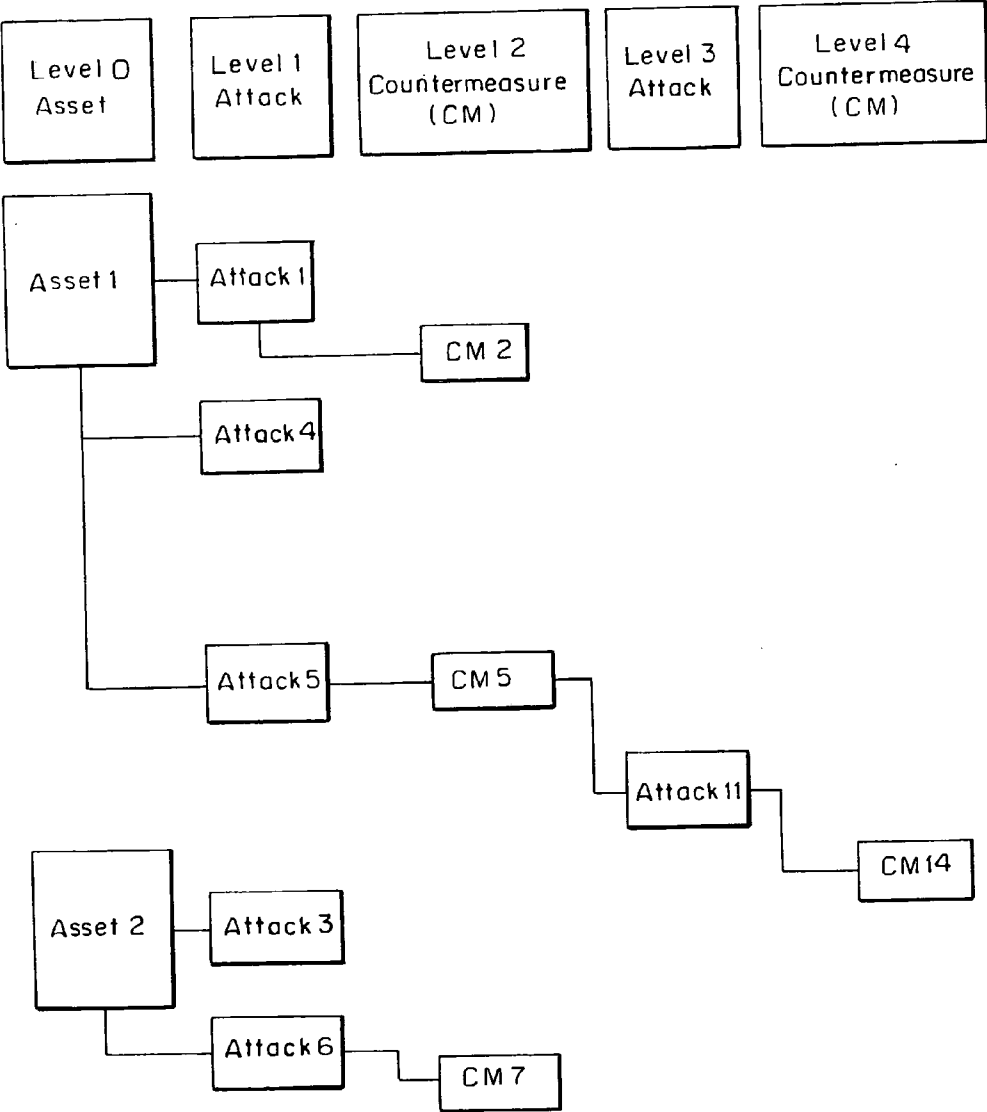 Level 0
Asset
Level 1
Attack
Level 2
Countermeasure
(CM)
Level 3
Attack
Level 4
Countermeasure
(CM)
Asset 1
Attack 1
CM 2
Attack 4
Attack 5
CM 5
Attack 11
CM 14
Asset 2
Attack 3
Attack 6
CM 7